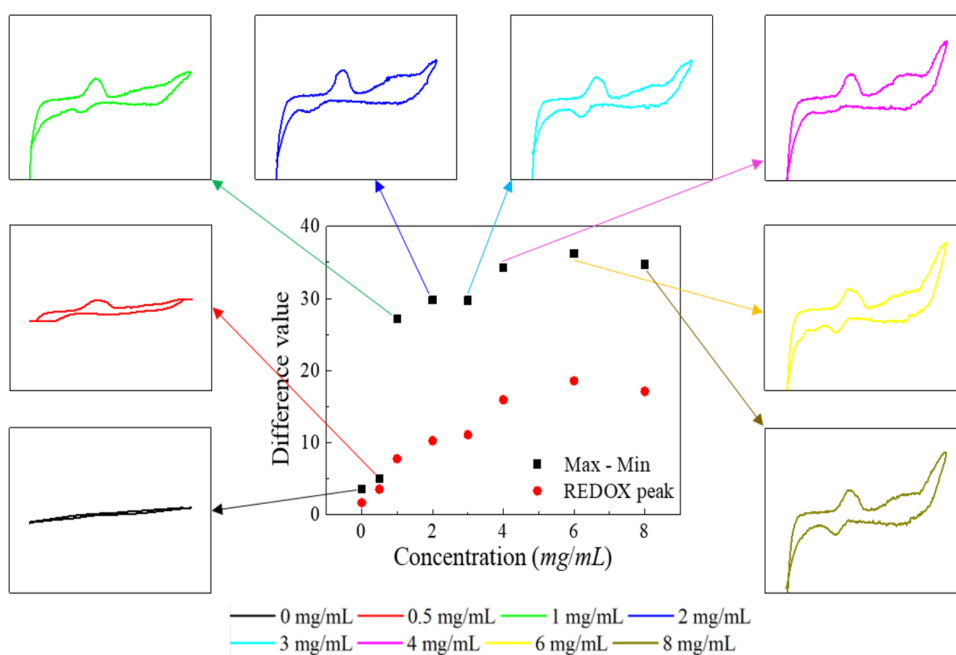 40
30
20
10
0
Difference value
Max - Min
REDOX peak
0 2 4 6 8
Concentration (mg/mL)
0 mg/mL 0.5 mg/mL 1 mg/mL 2 mg/mL
3 mg/mL 4 mg/mL 6 mg/mL 8 mg/mL